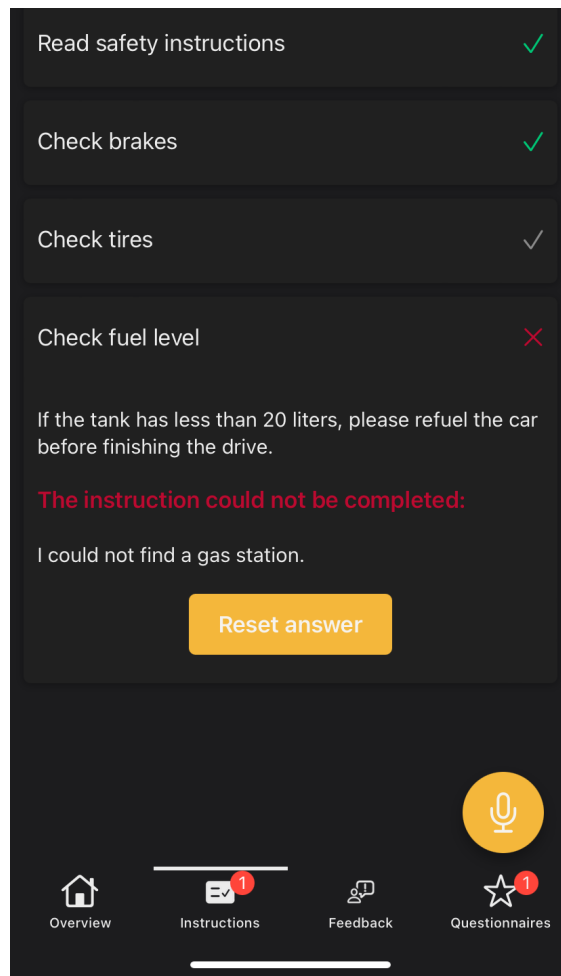 Read safety instructions
Check brakes
Check tires
Check fuel level
If the tank has less than 20 liters, please refuel the car
before finishing the drive.
The instruction could not be completed:
I could not find a gas station.
Reset answer
1
1
Overview
Instructions
Feedback
Questionnaires